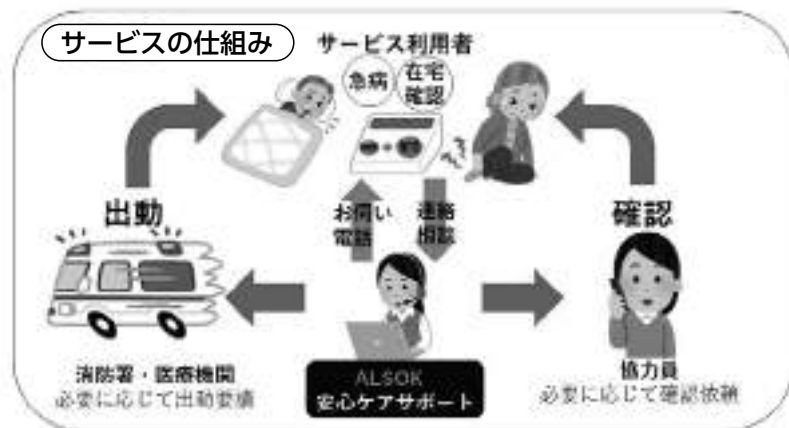 サービスの仕組み
サービス利用者
急病
在宅
確認
出動
お伺い
電話
連絡
相談
確認
消防署・医療機関
必要に応じて出動要請
ALSOK
安心ケアサポート
協力員
必要に応じて確認依頼